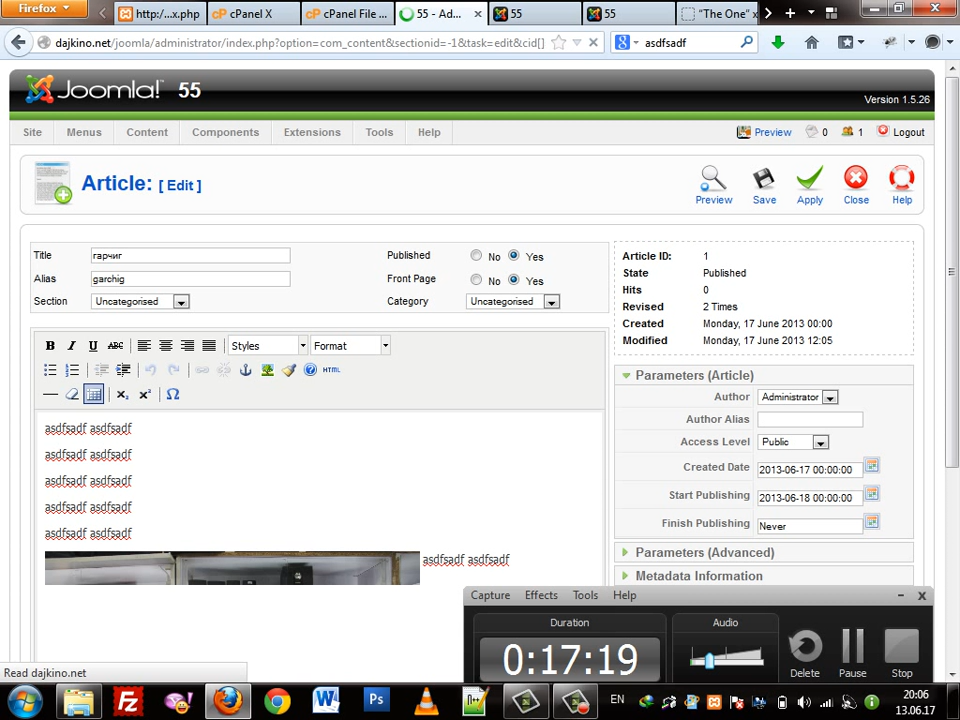 Firefox
http:/...x.php
cPanel X
cPanel File ...
55 - Ad...
55
55
"The One" x
dajkino.net/joomla/administrator/index.php?option=com_content&sectionid=-1&task=edit&cid[]
asdfsadf
Joomla! 55
Version 1.5.26
Site Menus Content Components Extensions Tools Help
Preview 0 1 Logout
Article: [ Edit ]
Preview Save Apply Close Help
Title гарчиг Published No Yes
Alias garchig Front Page No Yes
Section Uncategorised Category Uncategorised
Article ID: 1
State Published
Hits 0
Revised 2 Times
Created Monday, 17 June 2013 00:00
Modified Monday, 17 June 2013 12:05
B I U ABC Styles Format
HTML
asdfsadf asdfsadf
asdfsadf asdfsadf
asdfsadf asdfsadf
asdfsadf asdfsadf
asdfsadf asdfsadf
asdfsadf asdfsadf
Parameters (Article)
Author Administrator
Author Alias
Access Level Public
Created Date 2013-06-17 00:00:00
Start Publishing 2013-06-18 00:00:00
Finish Publishing Never
Parameters (Advanced)
Metadata Information
Capture Effects Tools Help
Duration
0:17:19
Audio
Delete Pause Stop
Read dajkino.net
EN
20:06
13.06.17